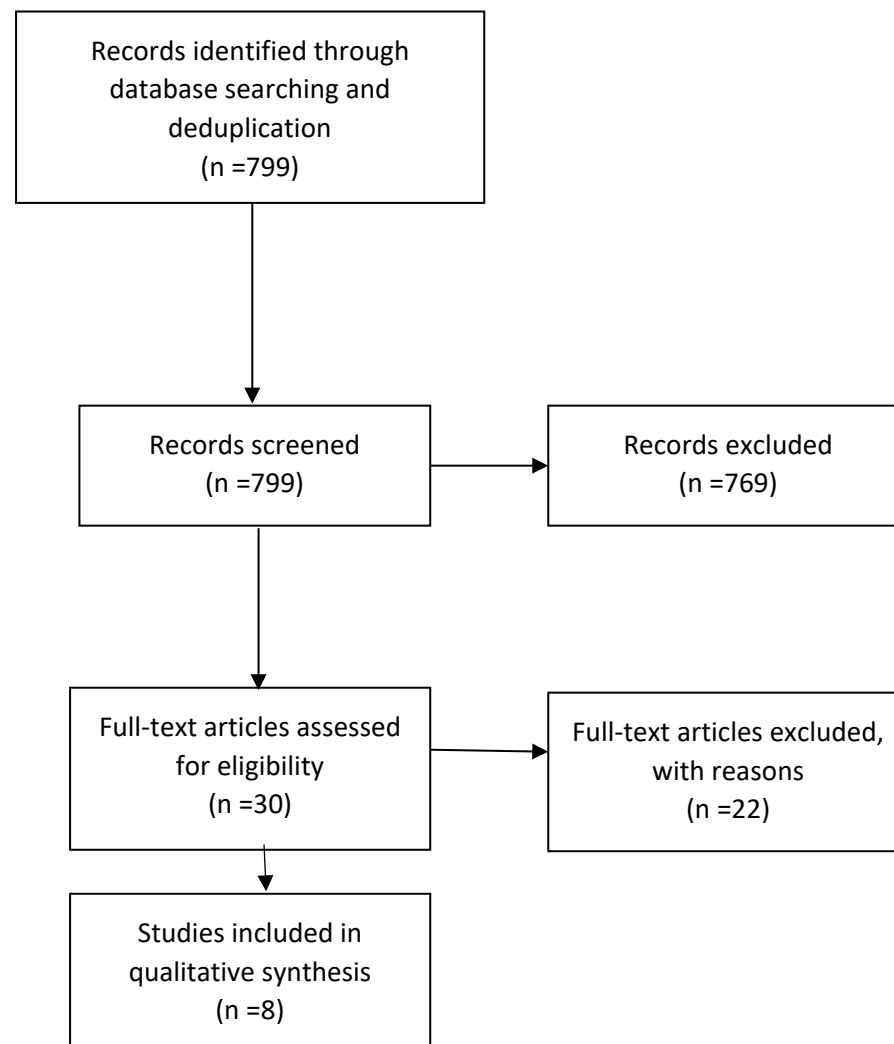 Records identified through
database searching and
deduplication
(n =799)
Records screened
(n =799)
Records excluded
(n =769)
Full-text articles assessed
for eligibility
(n =30)
Full-text articles excluded,
with reasons
(n =22)
Studies included in
qualitative synthesis
(n =8)